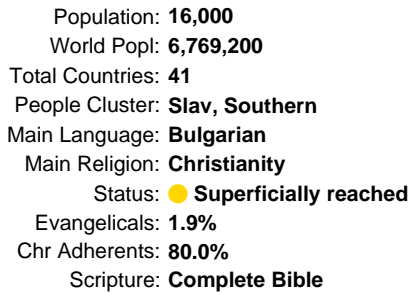 Population: 16,000
World Popl: 6,769,200
Total Countries: 41
People Cluster: Slav, Southern
Main Language: Bulgarian
Main Religion: Christianity
Status: Superficially reached
Evangelicals: 1.9%
Chr Adherents: 80.0%
Scripture: Complete Bible